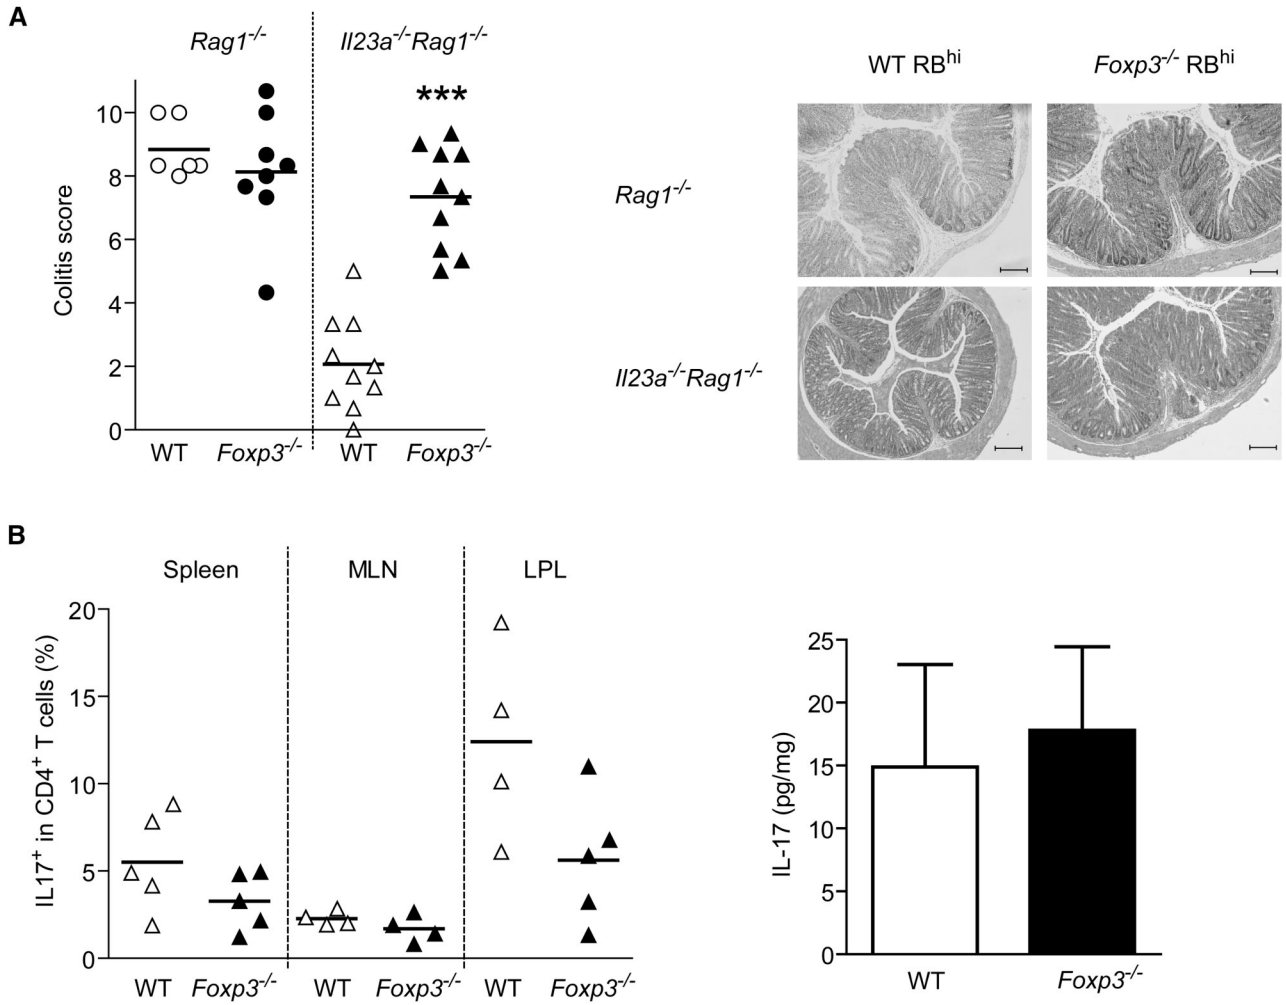 A
Rag1-/- Il23a-/-Rag1-/-
***
Colitis score
10
8
6
4
2
0
WT Foxp3-/- WT Foxp3-/-
WT RBhi Foxp3-/- RBhi
Rag1-/-
Il23a-/-Rag1-/-
B
Spleen MLN LPL
IL17+ in CD4+ T cells (%)
20
15
10
5
0
WT Foxp3-/- WT Foxp3-/- WT Foxp3-/-
IL-17 (pg/mg)
25
20
15
10
5
0
WT Foxp3-/-